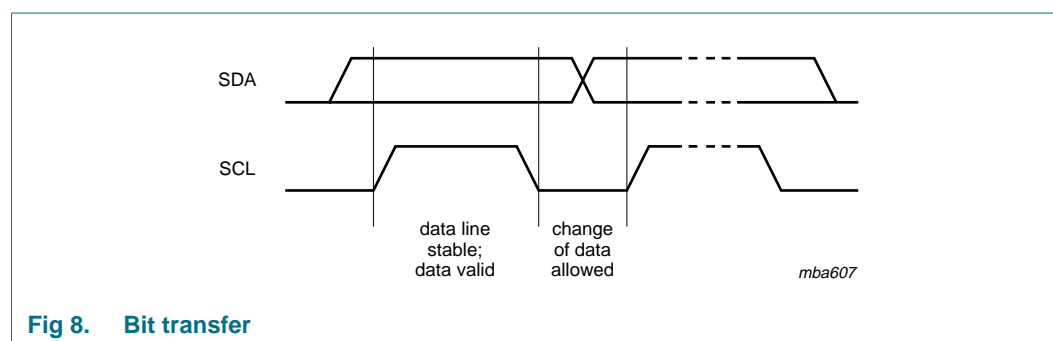 SDA
SCL
data line
stable;
data valid
change
of data
allowed
mba607
Fig 8. Bit transfer